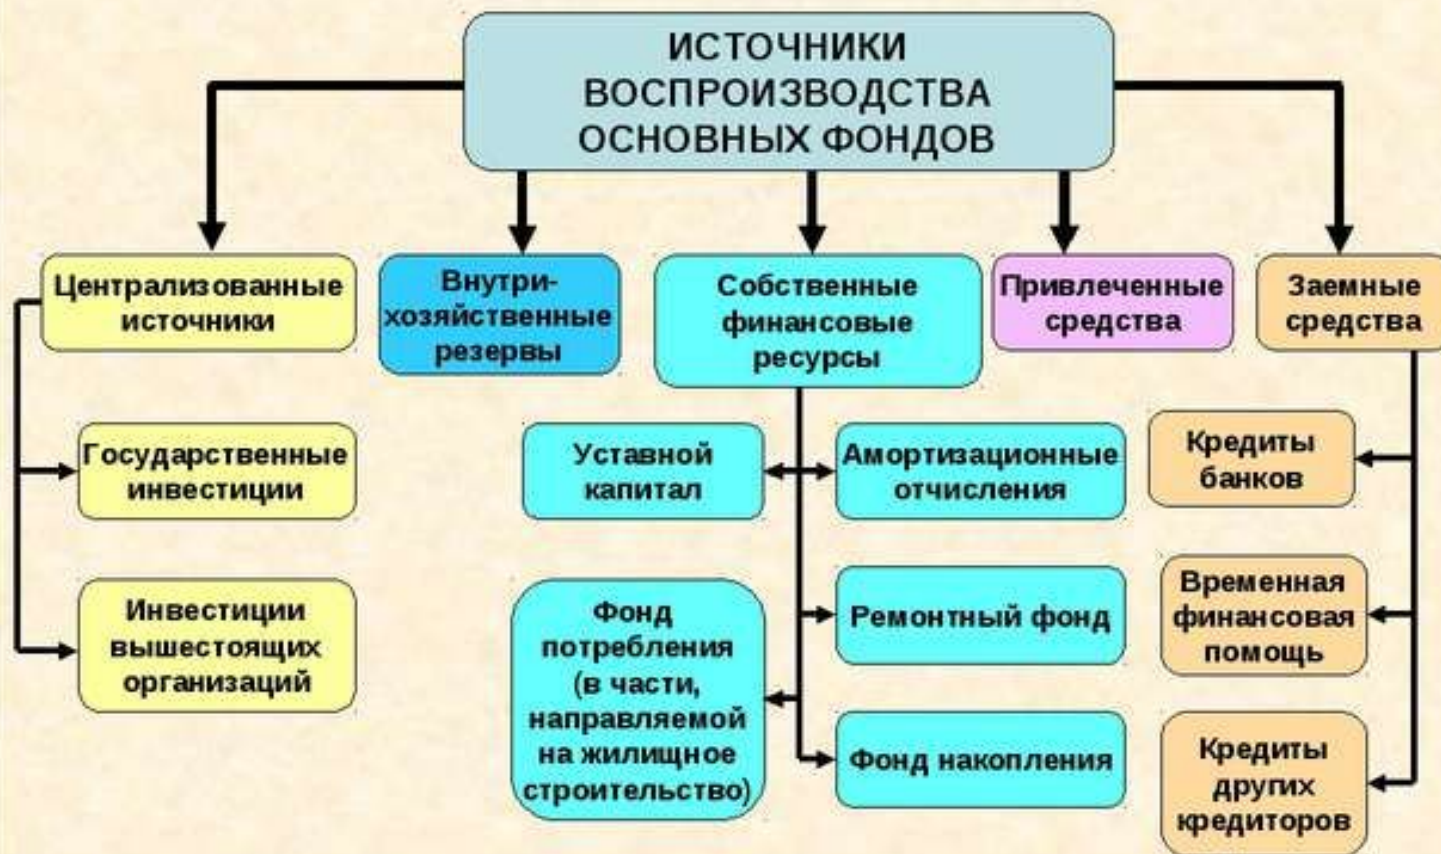 ИСТОЧНИКИ
ВОСПРОИЗВОДСТВА
ОСНОВНЫХ ФОНДОВ
Централизованные
источники
Внутри-
хозяйственные
резервы
Собственные
финансовые
ресурсы
Привлеченные
средства
Заемные
средства
Государственные
инвестиции
Инвестиции
вышестоящих
организаций
Уставной
капитал
Фонд
потребления
(в части,
направляемой
на жилищное
строительство)
Амортизационные
отчисления
Ремонтный фонд
Фонд накопления
Кредиты
банков
Временная
финансовая
помощь
Кредиты
других
кредиторов